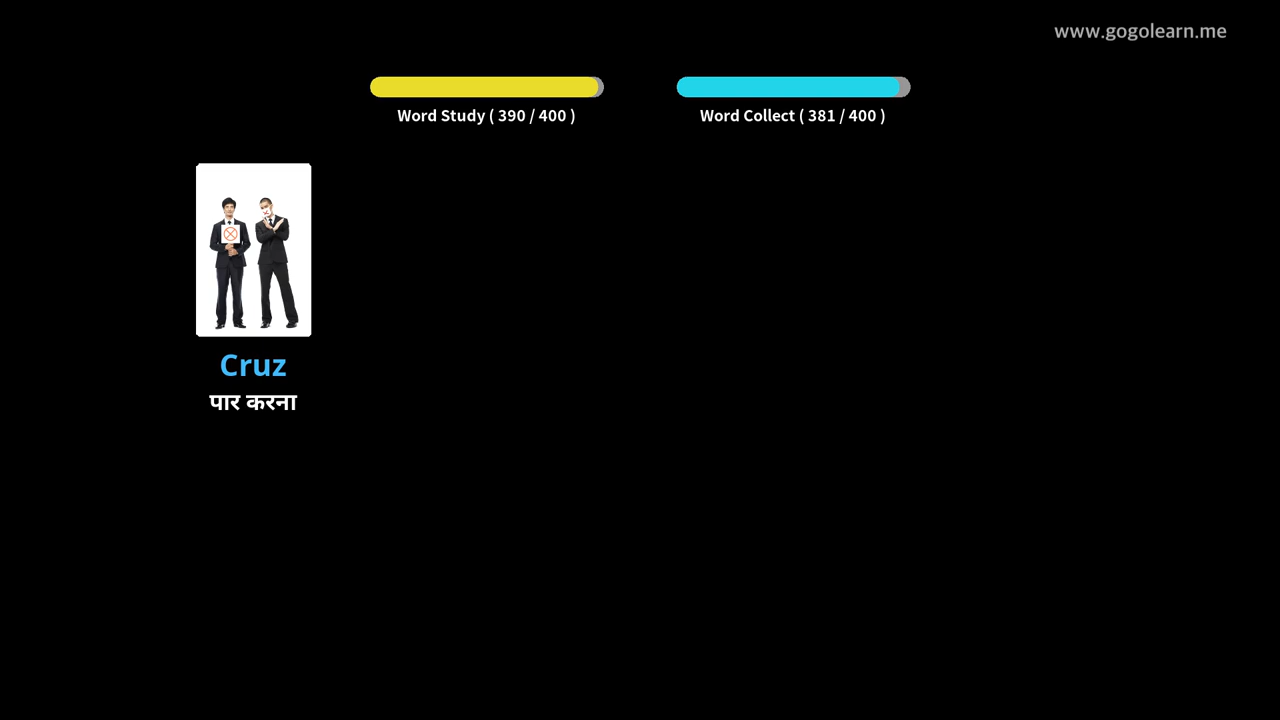 www.gogolearn.me
Word Study ( 390 / 400 )
Word Collect ( 381 / 400 )
Cruz
पार करना